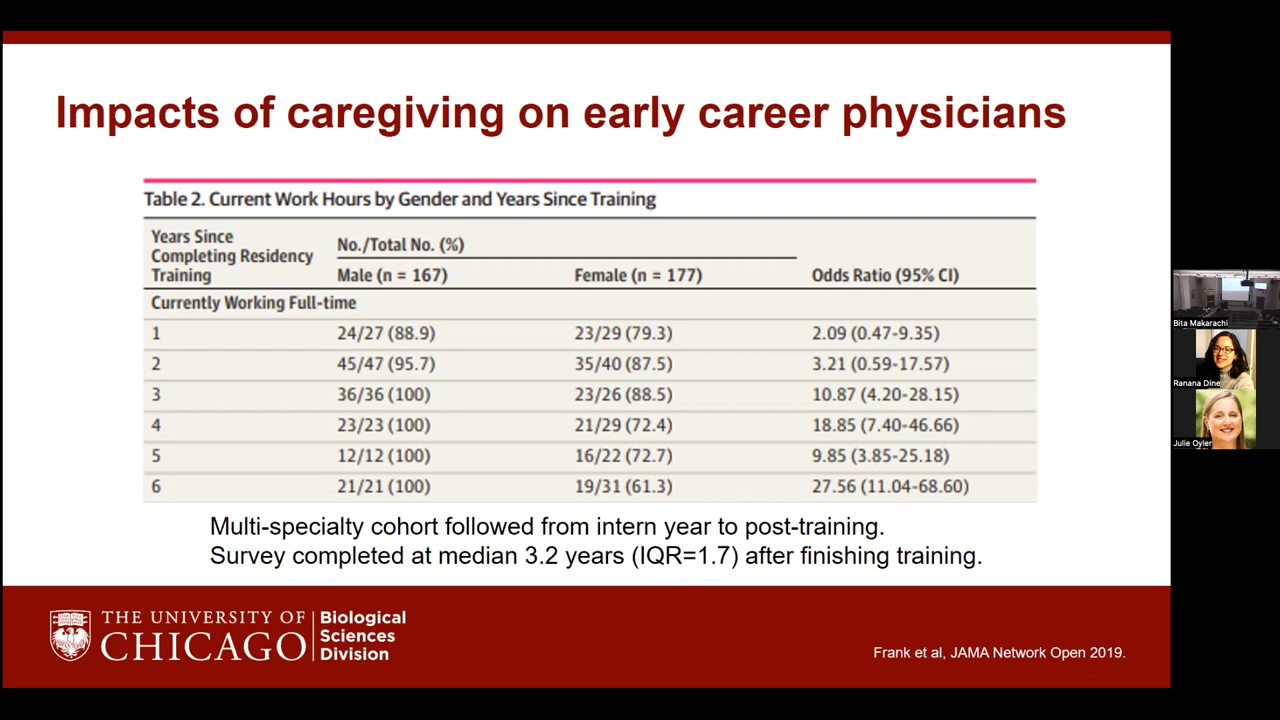 Impacts of caregiving on early career physicians
Table 2. Current Work Hours by Gender and Years Since Training
Years Since
Completing Residency
Training
No./Total No. (%)
Male (n = 167)
Female (n = 177)
Odds Ratio (95% CI)
Currently Working Full-time
1 24/27 (88.9) 23/29 (79.3) 2.09 (0.47-9.35)
2 45/47 (95.7) 35/40 (87.5) 3.21 (0.59-17.57)
3 36/36 (100) 23/26 (88.5) 10.87 (4.20-28.15)
4 23/23 (100) 21/29 (72.4) 18.85 (7.40-46.66)
5 12/12 (100) 16/22 (72.7) 9.85 (3.85-25.18)
6 21/21 (100) 19/31 (61.3) 27.56 (11.04-68.60)
Multi-specialty cohort followed from intern year to post-training.
Survey completed at median 3.2 years (IQR=1.7) after finishing training.
THE UNIVERSITY OF
CHICAGO
Biological
Sciences
Division
Frank et al, JAMA Network Open 2019.
Bita Makarachi
Ranana Dine
Julie Oyler